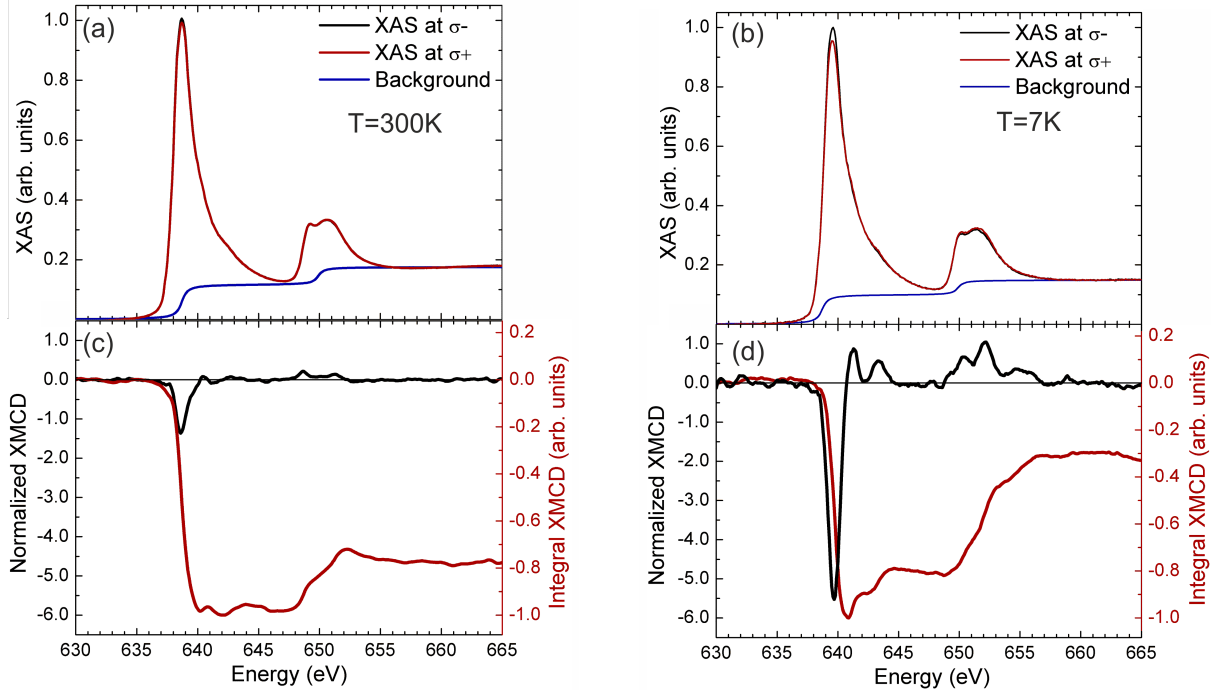 (a)
XAS at σ-
XAS at σ+
Background
T=300K
XAS (arb. units)
1.0
0.8
0.6
0.4
0.2
(b)
XAS at σ-
XAS at σ+
Background
T=7K
XAS (arb. units)
1.0
0.8
0.6
0.4
0.2
(c)
Normalized XMCD
1.0
0.0
-1.0
-2.0
-3.0
-4.0
-5.0
-6.0
0.2
0.0
-0.2
-0.4
-0.6
-0.8
-1.0
Integral XMCD (arb. units)
630 635 640 645 650 655 660 665
Energy (eV)
(d)
Normalized XMCD
1.0
0.0
-1.0
-2.0
-3.0
-4.0
-5.0
-6.0
0.2
0.0
-0.2
-0.4
-0.6
-0.8
-1.0
Integral XMCD (arb. units)
630 635 640 645 650 655 660 665
Energy (eV)